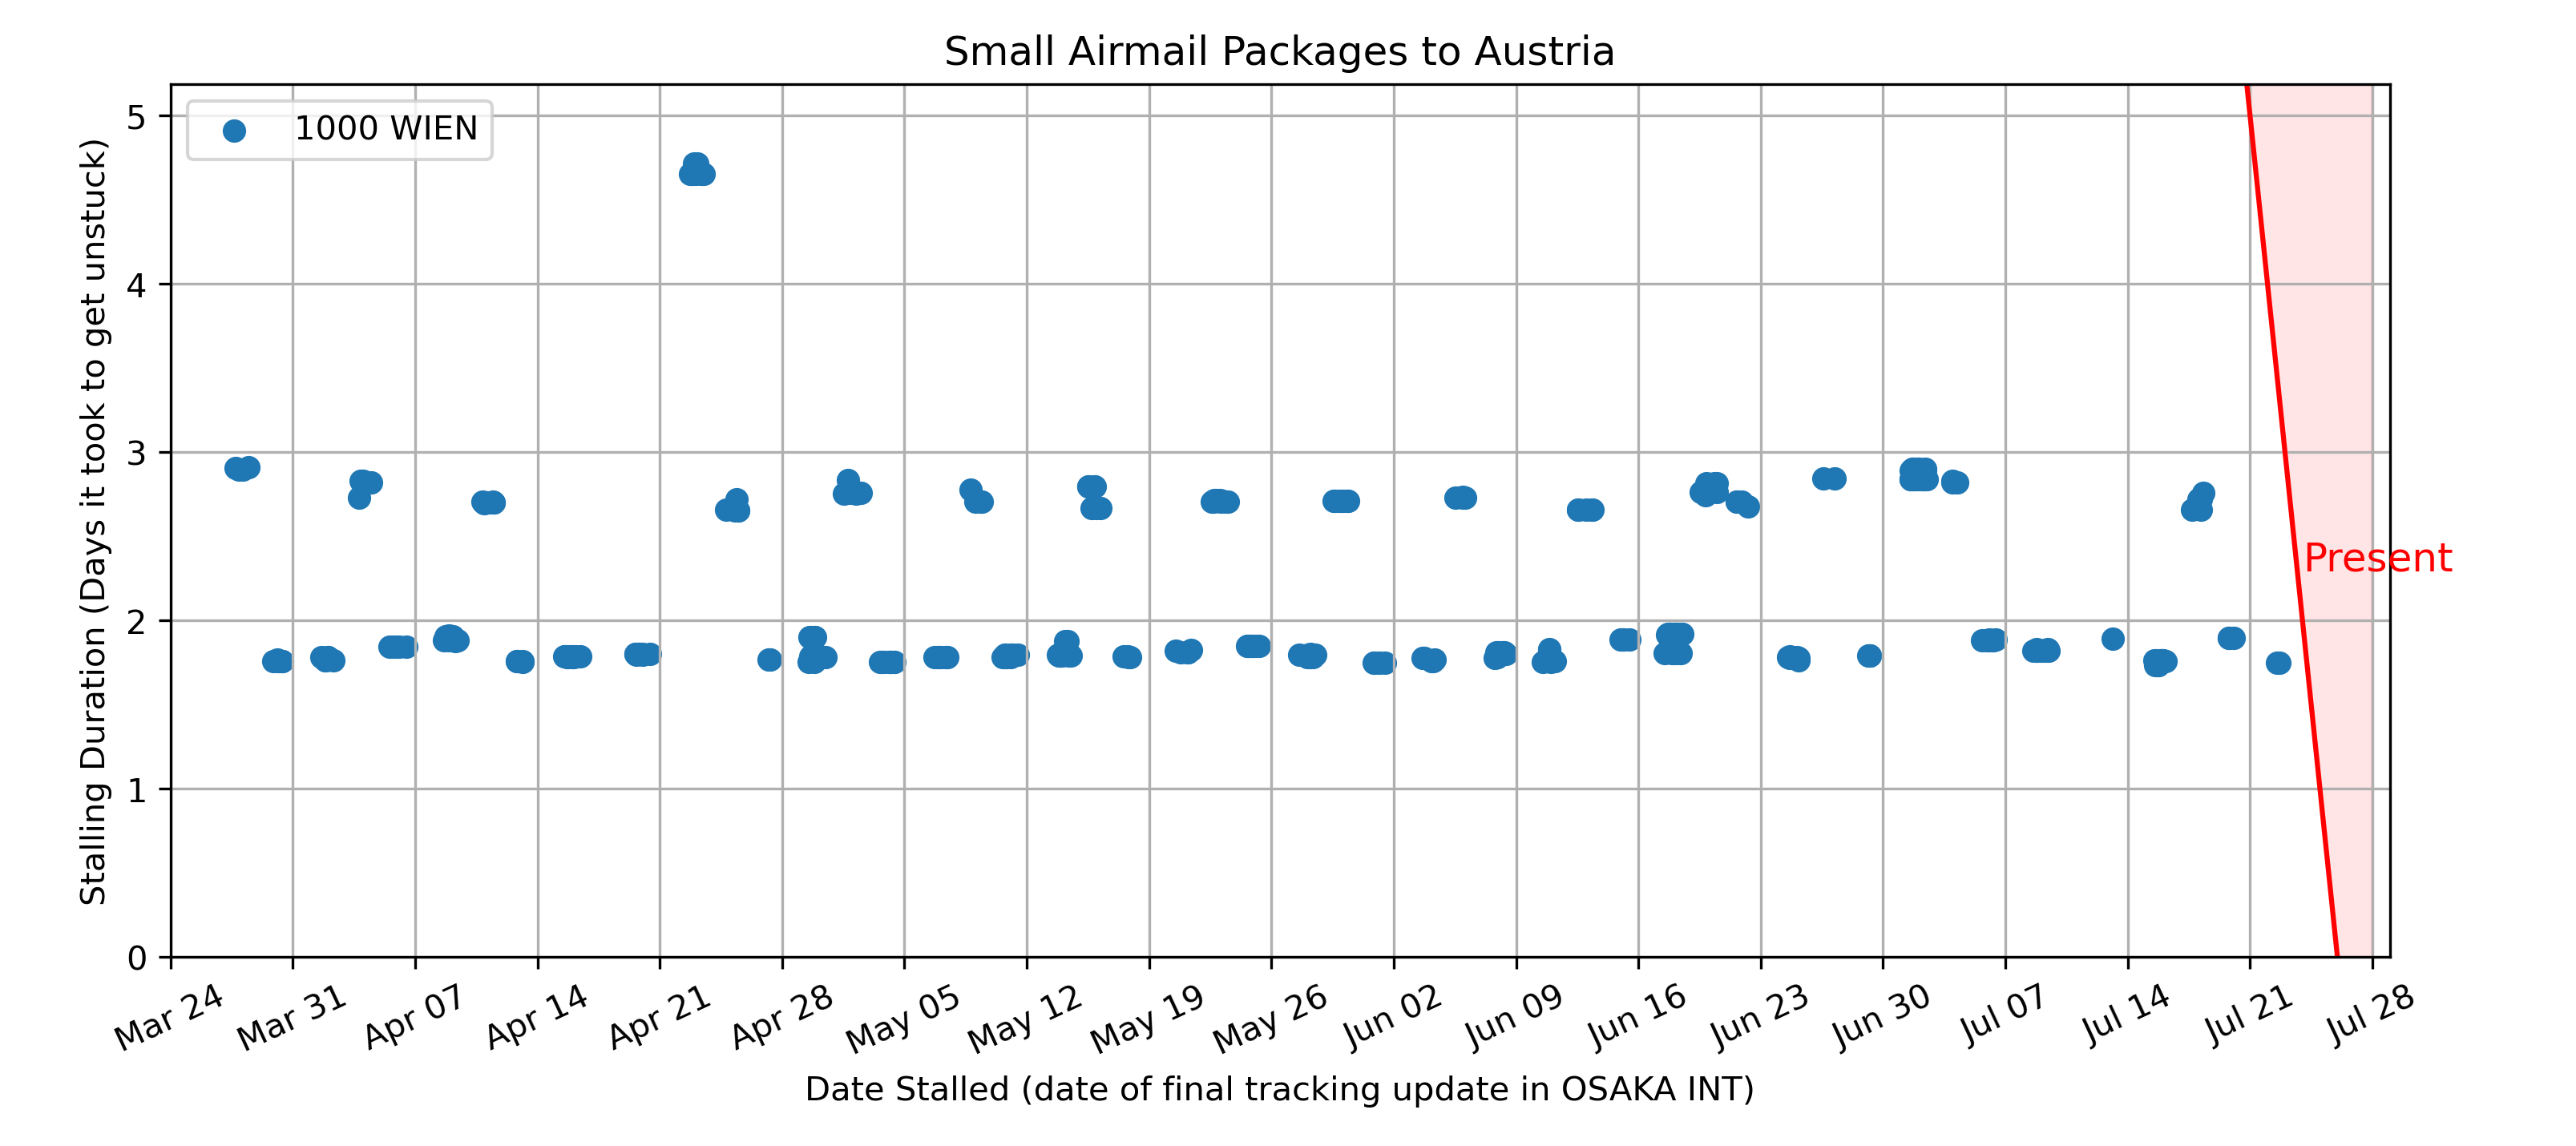 Small Airmail Packages to Austria
1000 WIEN
Stalling Duration (Days it took to get unstuck)
5
4
3
2
1
0
Present
Mar 24
Mar 31
Apr 07
Apr 14
Apr 21
Apr 28
May 05
May 12
May 19
May 26
Jun 02
Jun 09
Jun 16
Jun 23
Jun 30
Jul 07
Jul 14
Jul 21
Jul 28
Date Stalled (date of final tracking update in OSAKA INT)